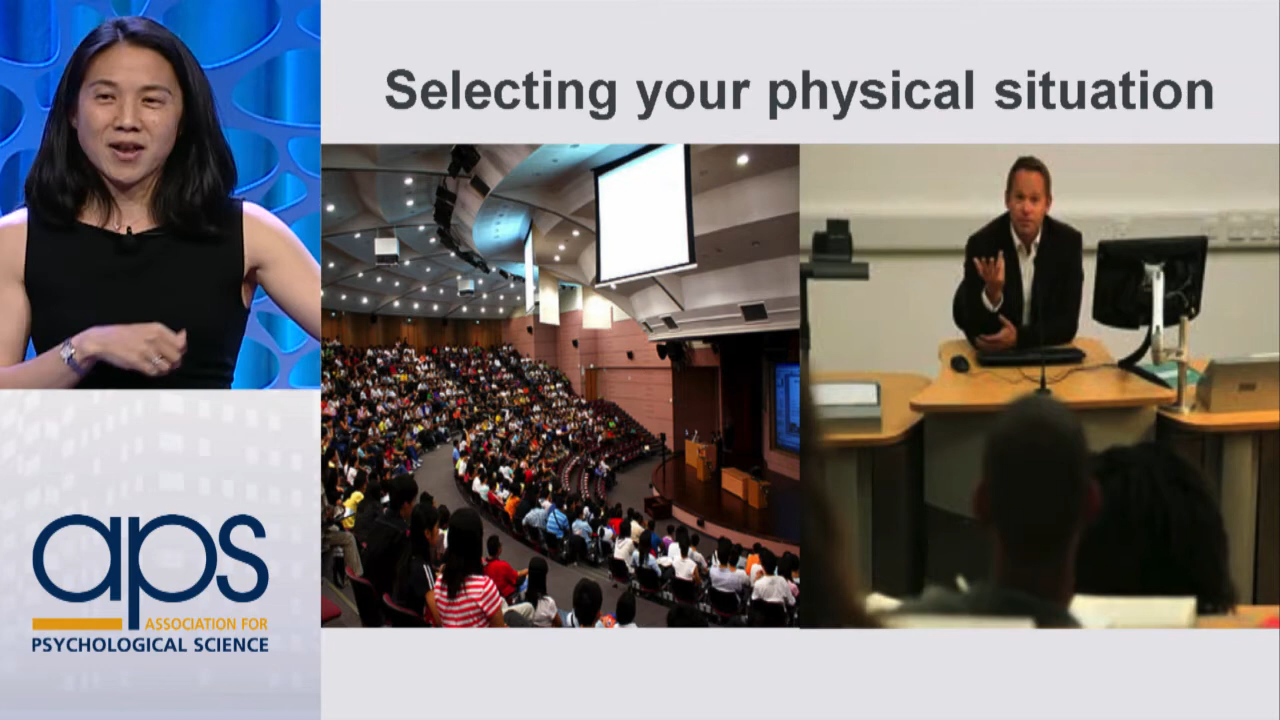 Selecting your physical situation
aps
ASSOCIATION FOR
PSYCHOLOGICAL SCIENCE